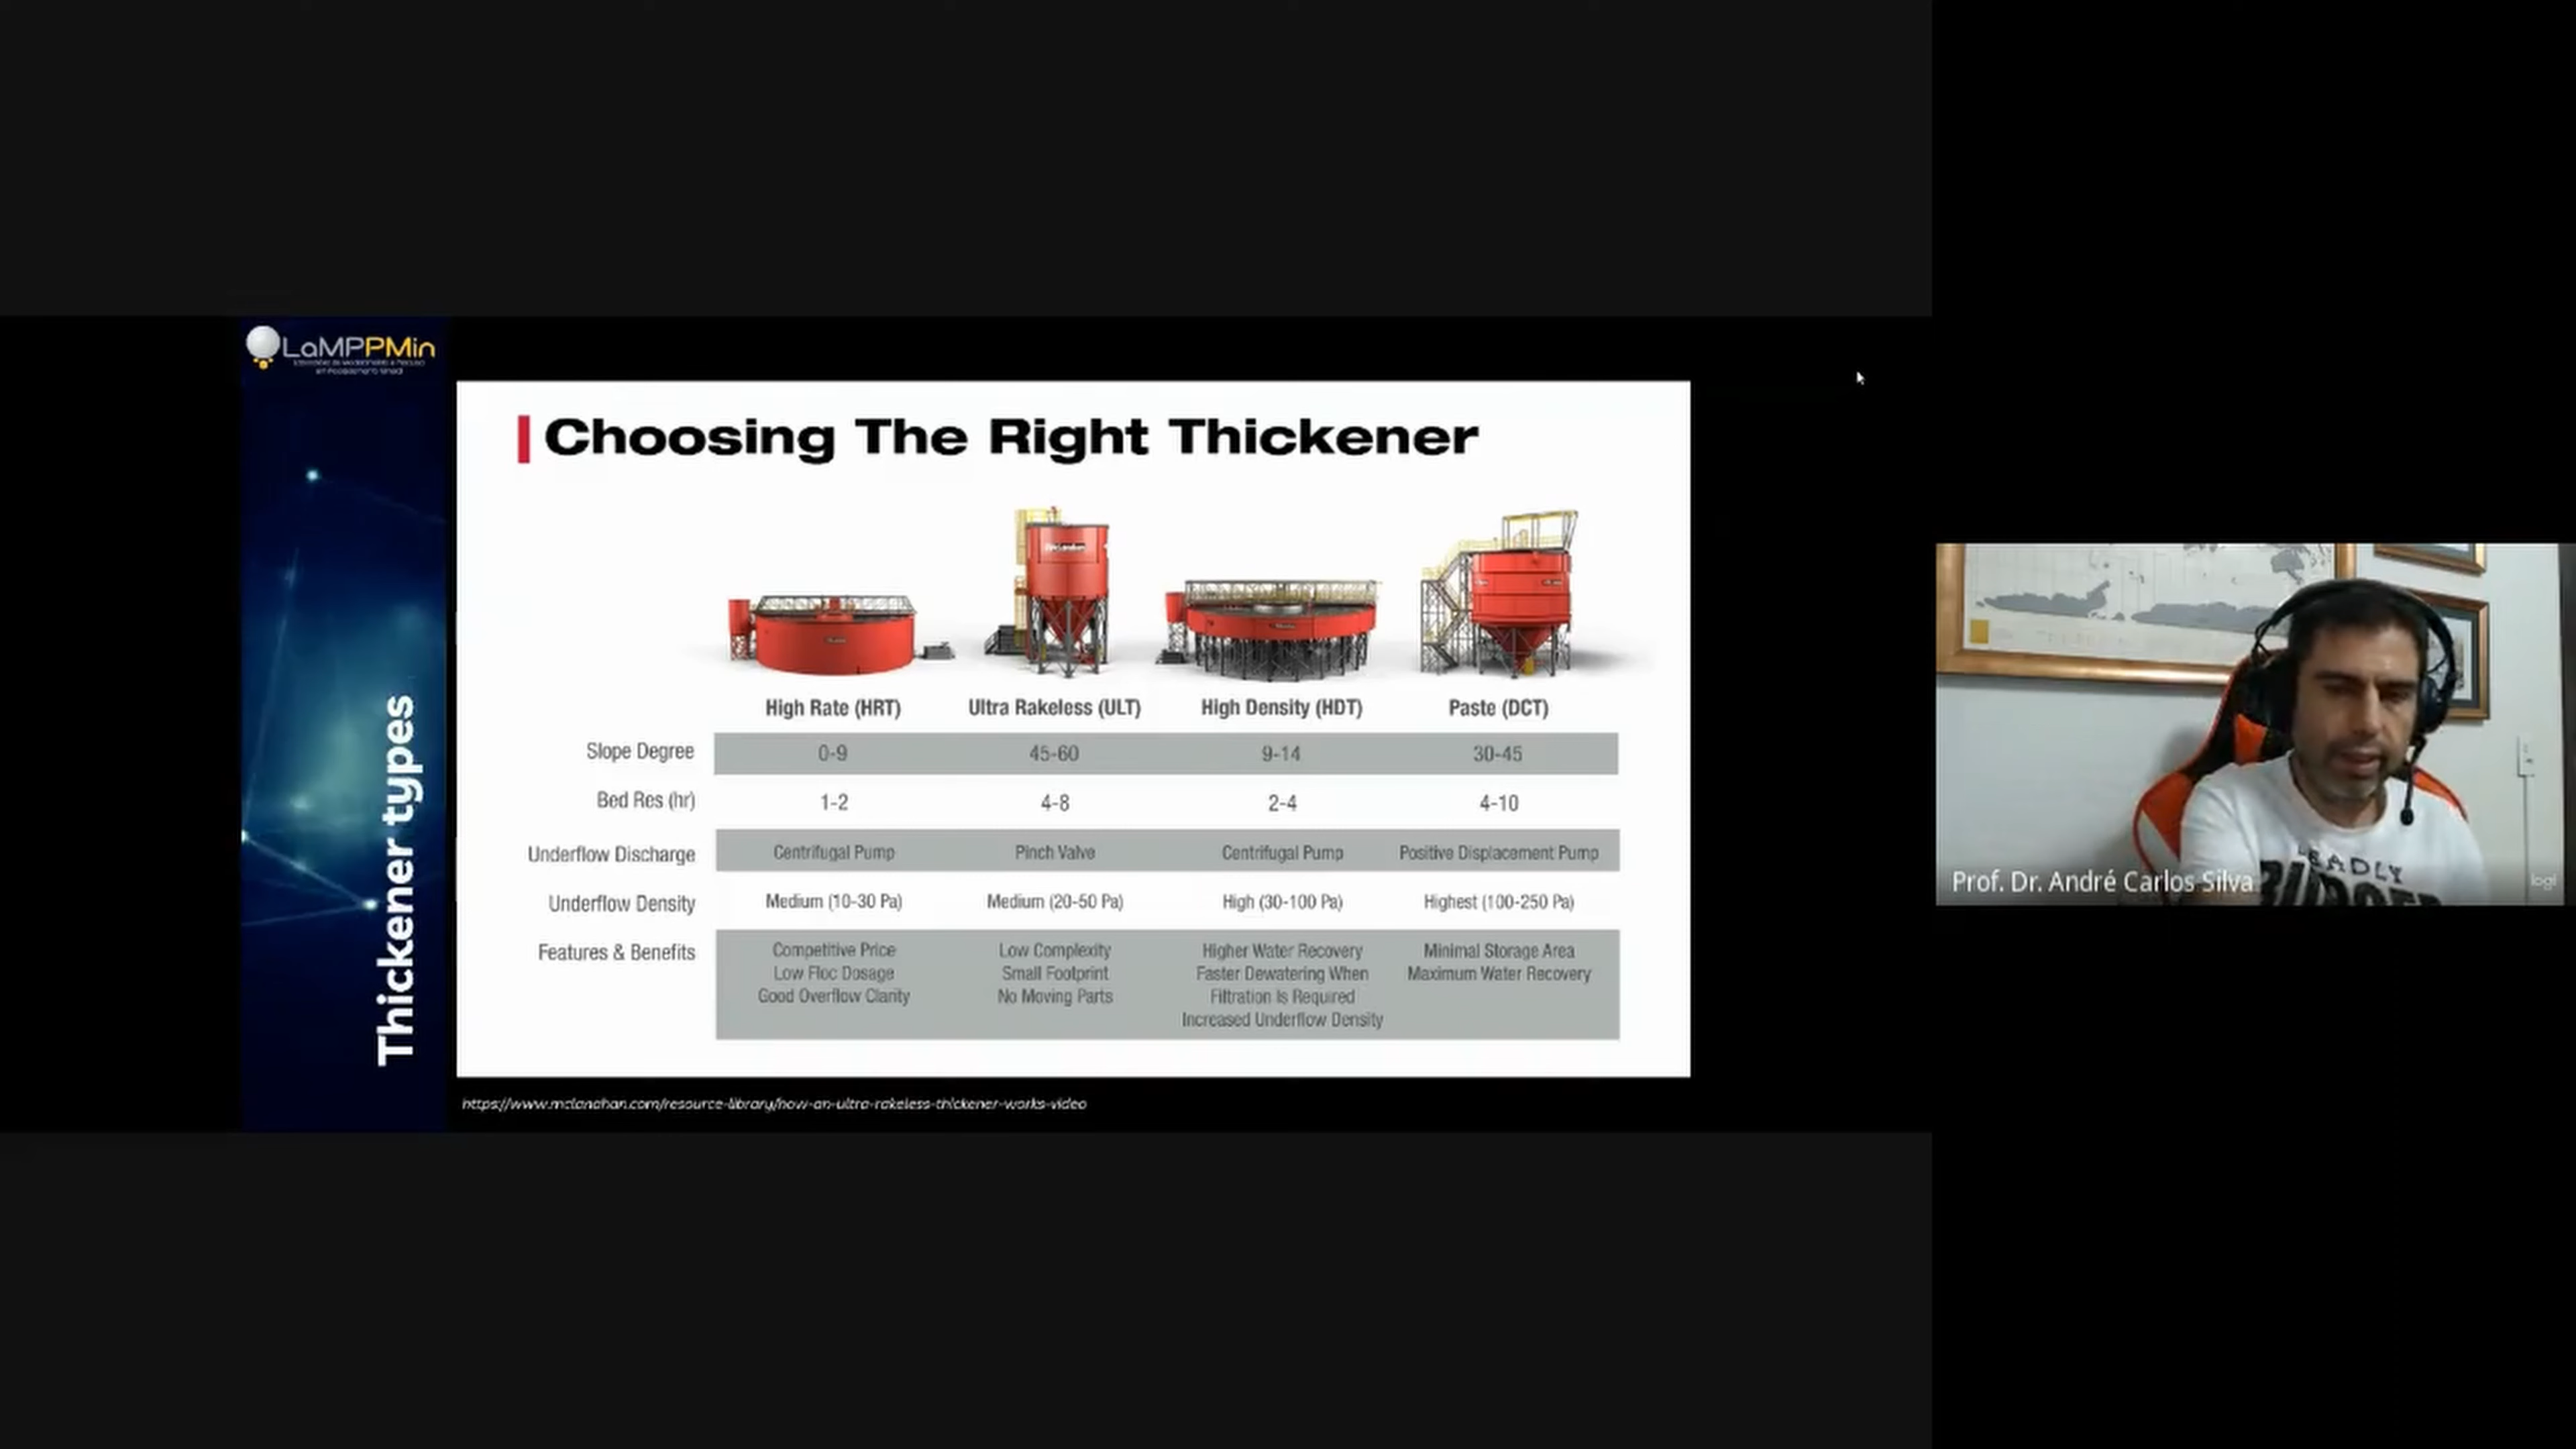 LaMPPMin
Thickener types
Choosing The Right Thickener
High Rate (HRT) Ultra Rakeless (ULT) High Density (HDT) Paste (DCT)
Slope Degree 0-9 45-60 9-14 30-45
Bed Res (hr) 1-2 4-8 2-4 4-10
Underflow Discharge Centrifugal Pump Pinch Valve Centrifugal Pump Positive Displacement Pump
Underflow Density Medium (10-30 Pa) Medium (20-50 Pa) High (30-100 Pa) Highest (100-250 Pa)
Features & Benefits Competitive Price Low Complexity Higher Water Recovery Minimal Storage Area
Low Floc Dosage Small Footprint Faster Dewatering When Maximum Water Recovery
Good Overflow Clarity No Moving Parts Filtration Is Required
Increased Underflow Density
https://www.mclanahan.com/resource-library/how-an-ultra-rakeless-thickener-works-video
DEADLY
Prof. Dr. André Carlos Silva
logi